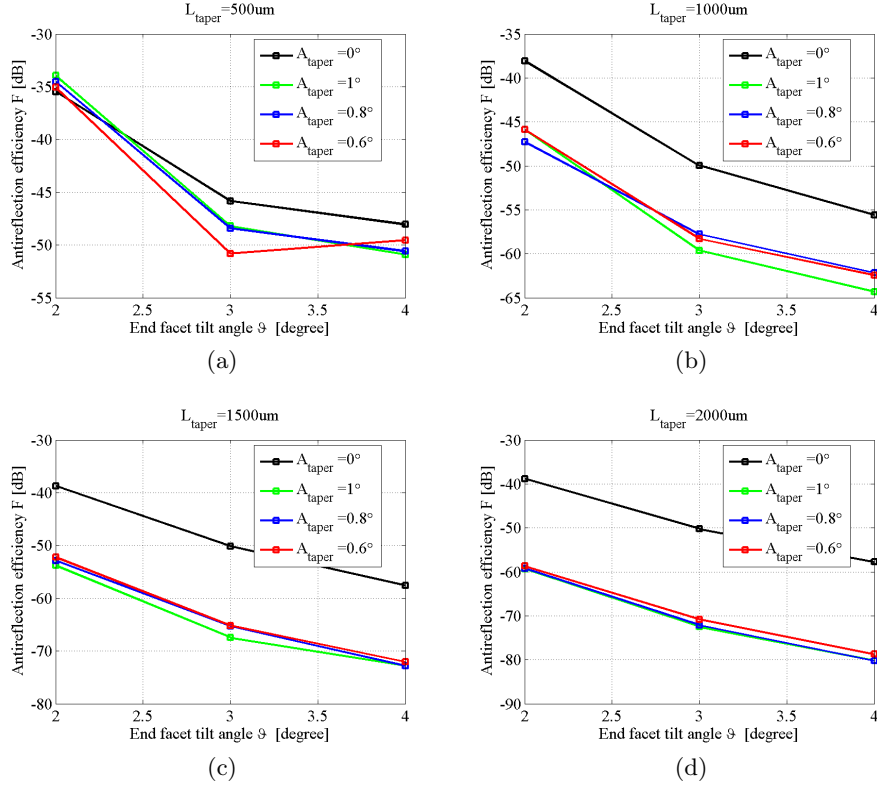 L_taper=500um
Antireflection efficiency F [dB]
-30
-35
-40
-45
-50
-55
A_taper =0°
A_taper =1°
A_taper =0.8°
A_taper =0.6°
2 2.5 3 3.5 4
End facet tilt angle ϑ [degree]
(a)
L_taper=1000um
Antireflection efficiency F [dB]
-35
-40
-45
-50
-55
-60
-65
A_taper =0°
A_taper =1°
A_taper =0.8°
A_taper =0.6°
2 2.5 3 3.5 4
End facet tilt angle ϑ [degree]
(b)
L_taper=1500um
Antireflection efficiency F [dB]
-30
-40
-50
-60
-70
-80
A_taper =0°
A_taper =1°
A_taper =0.8°
A_taper =0.6°
2 2.5 3 3.5 4
End facet tilt angle ϑ [degree]
(c)
L_taper=2000um
Antireflection efficiency F [dB]
-30
-40
-50
-60
-70
-80
-90
A_taper =0°
A_taper =1°
A_taper =0.8°
A_taper =0.6°
2 2.5 3 3.5 4
End facet tilt angle ϑ [degree]
(d)